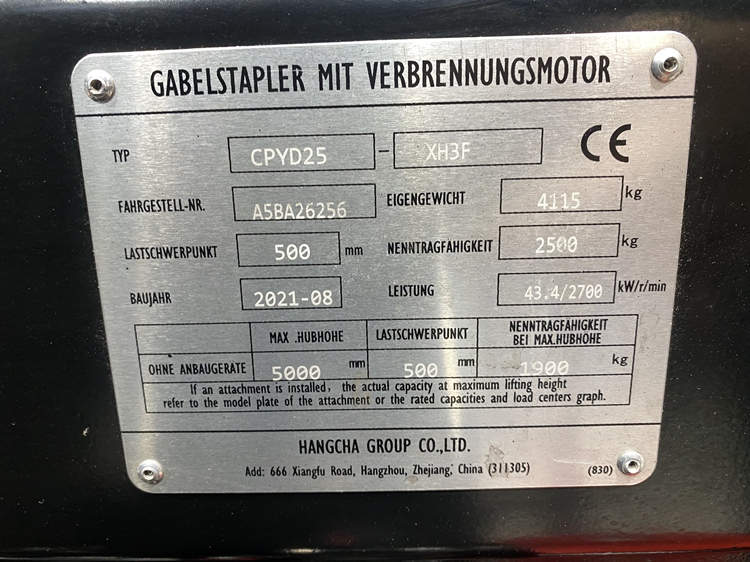 GABELSTAPLER MIT VERBRENNUNGSMOTOR
TYP CPYD25 - XH3F CE
FAHRGESTELL-NR. A5BA26256 EIGENGEWICHT 4115 kg
LASTSCHWERPUNKT 500 mm NENNTRAGFÄHIGKEIT 2500 kg
BAUJAHR 2021-08 LEISTUNG 43.4/2700 kW/r/min
MAX .HUBHOHE LASTSCHWERPUNKT NENNTRAGFÄHIGKEIT
BEI MAX.HUBHOHE
OHNE ANBAUGERATE 5000 mm 500 mm 1900 kg
If an attachment is installed, the actual capacity at maximum lifting height
refer to the model plate of the attachment or the rated capacities and load centers graph.
HANGCHA GROUP CO.,LTD.
Add: 666 Xiangfu Road, Hangzhou, Zhejiang, China (311305) (830)